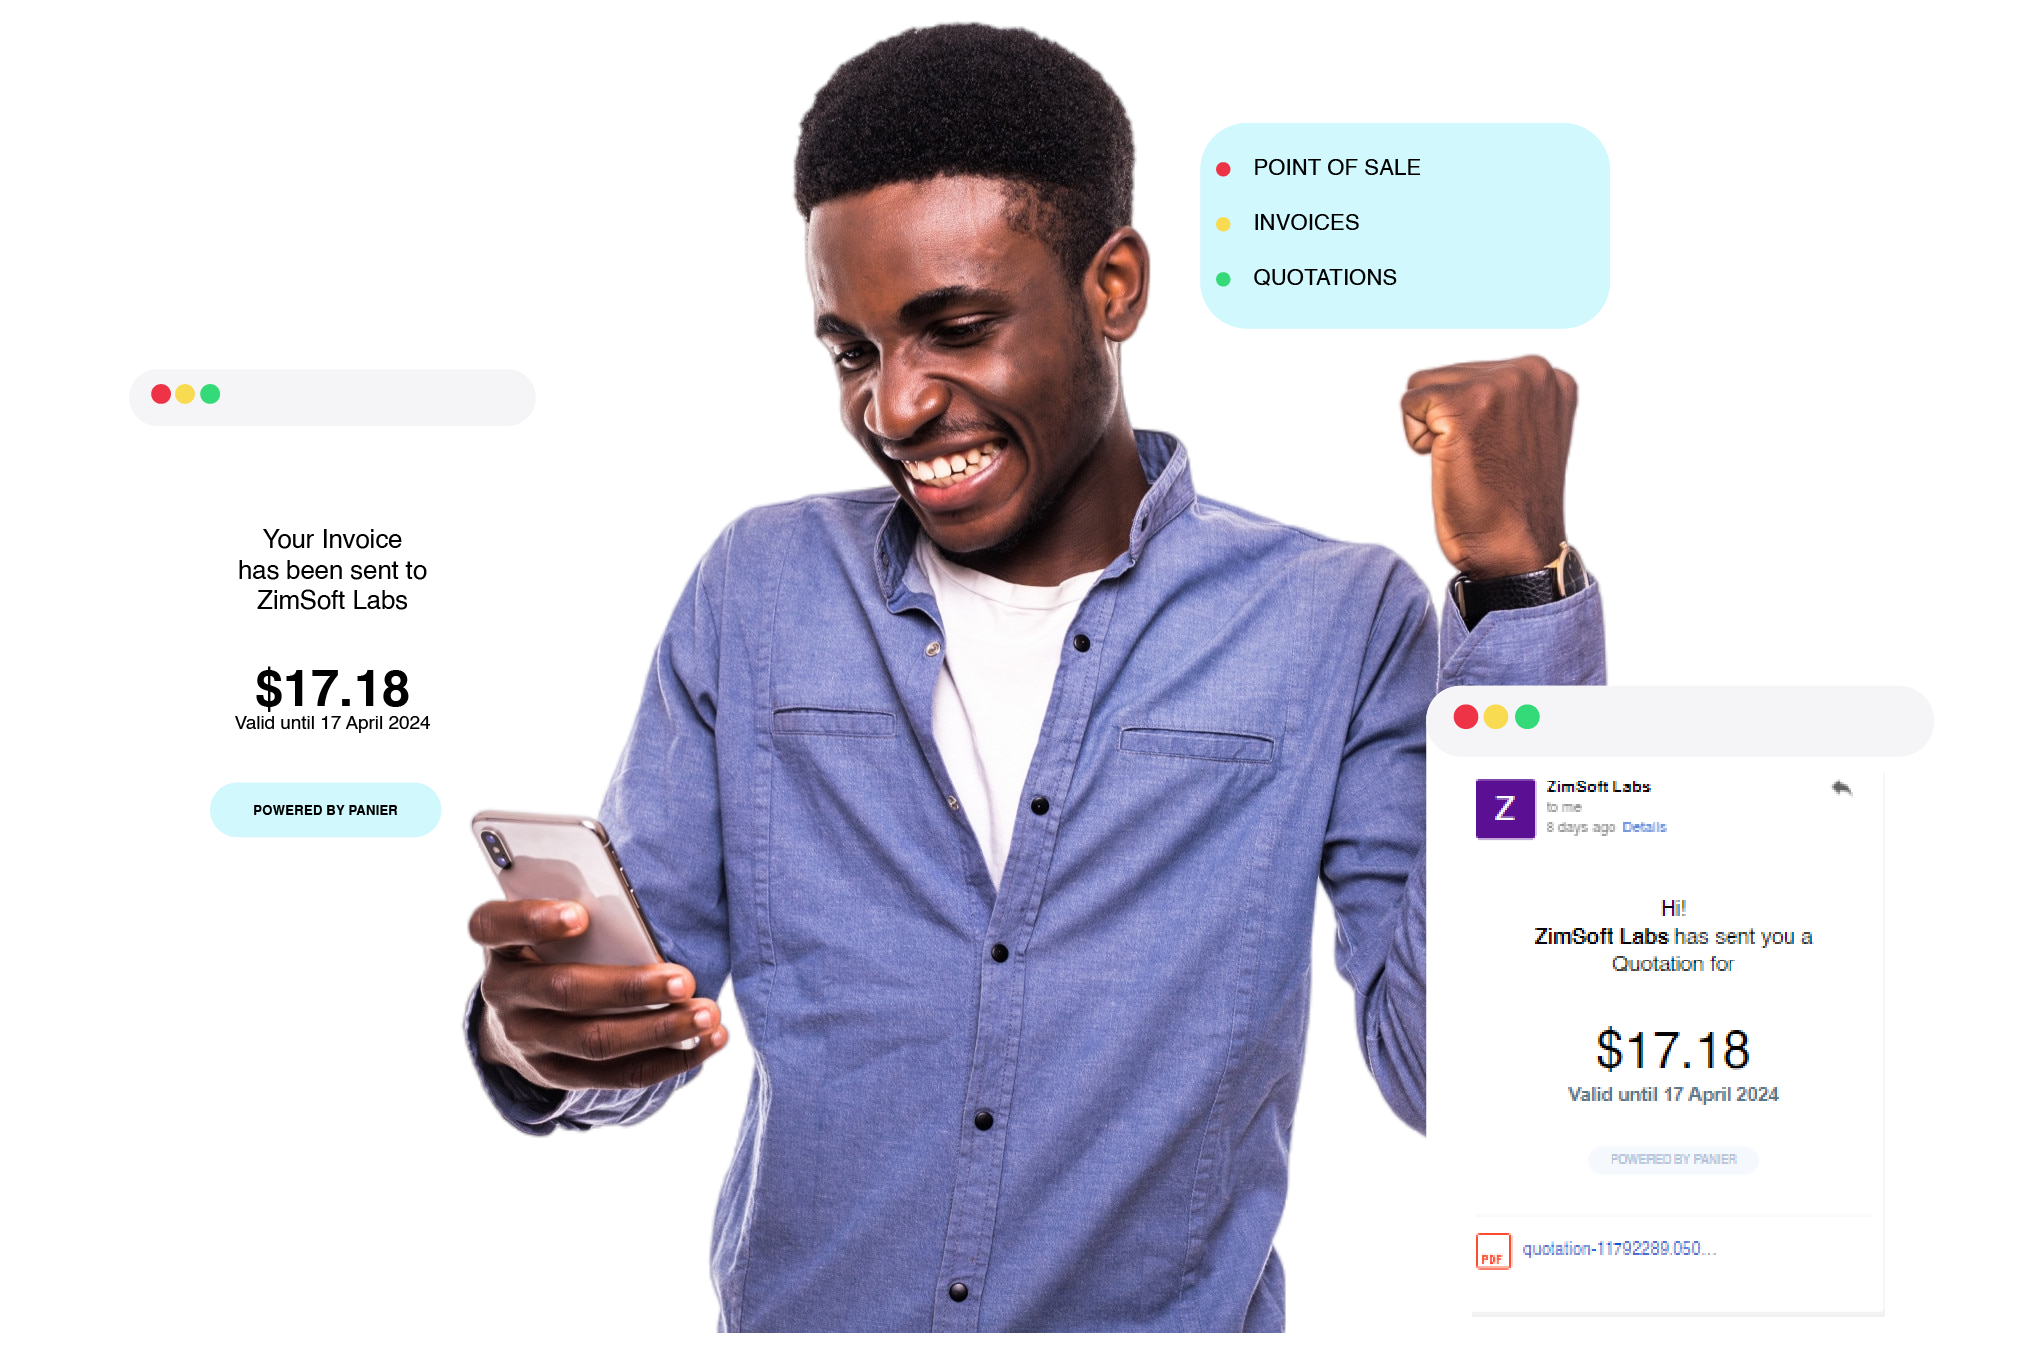 POINT OF SALE
INVOICES
QUOTATIONS
Your Invoice
has been sent to
ZimSoft Labs
$17.18
Valid until 17 April 2024
POWERED BY PANIER
Z
ZimSoft Labs
to me
8 days ago Details
Hi!
ZimSoft Labs has sent you a
Quotation for
$17.18
Valid until 17 April 2024
POWERED BY PANIER
PDF
quotation-11792289.050...